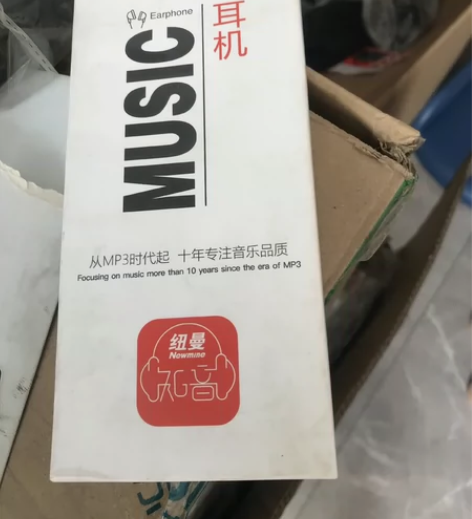 Earphone
MUSIC
耳机
从MP3时代起 十年专注音乐品质
Focusing on music more than 10 years since the era of MP3
纽曼
Newmine
知音